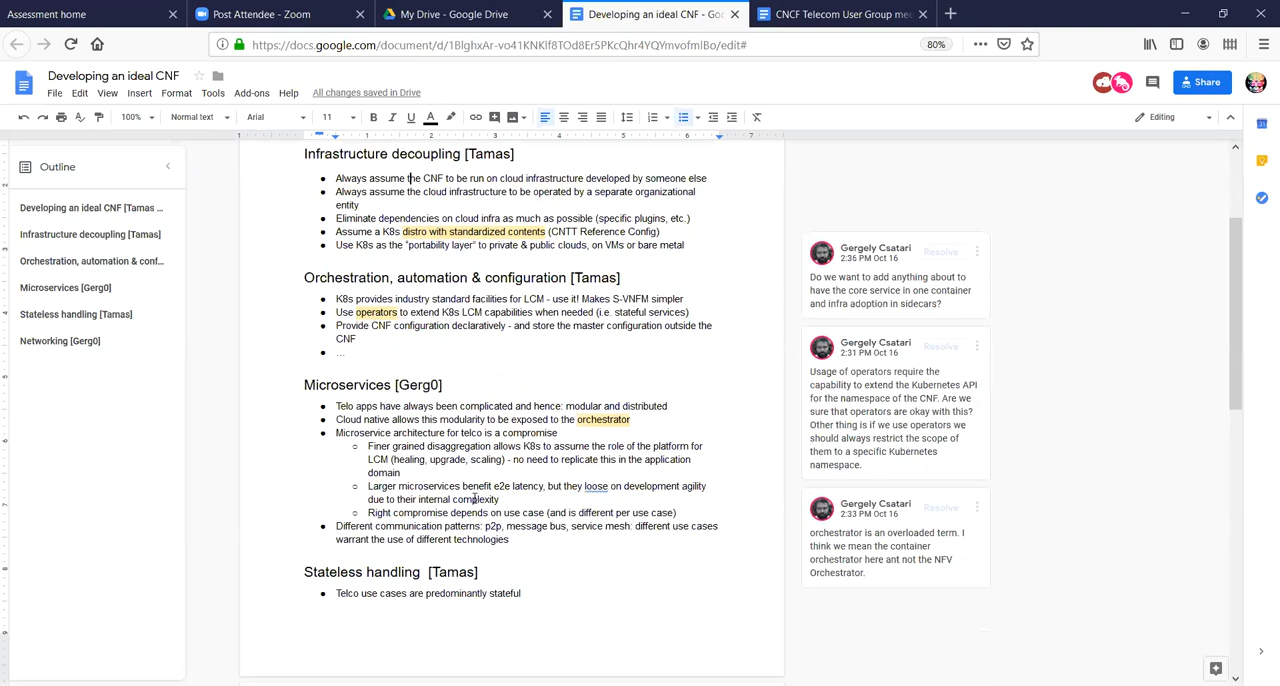 Assessment home
Post Attendee - Zoom
My Drive - Google Drive
Developing an ideal CNF - Goo
CNCF Telecom User Group mee
https://docs.google.com/document/d/1BlghxAr-vo41KNKlf8TOd8Er5PKcQhr4YQYmvofmlBo/edit#
80%
Developing an ideal CNF
File Edit View Insert Format Tools Add-ons Help All changes saved in Drive
Share
100% Normal text Arial 11 Editing
1 1 2 3 4 5 6 7
Outline
Developing an ideal CNF [Tamas ...
Infrastructure decoupling [Tamas]
Orchestration, automation & conf...
Microservices [Gerg0]
Stateless handling [Tamas]
Networking [Gerg0]
Infrastructure decoupling [Tamas]
Always assume the CNF to be run on cloud infrastructure developed by someone else
Always assume the cloud infrastructure to be operated by a separate organizational
entity
Eliminate dependencies on cloud infra as much as possible (specific plugins, etc.)
Assume a K8s distro with standardized contents (CNTT Reference Config)
Use K8s as the “portability layer” to private & public clouds, on VMs or bare metal
Orchestration, automation & configuration [Tamas]
K8s provides industry standard facilities for LCM - use it! Makes S-VNFM simpler
Use operators to extend K8s LCM capabilities when needed (i.e. stateful services)
Provide CNF configuration declaratively - and store the master configuration outside the
CNF
...
Microservices [Gerg0]
Telo apps have always been complicated and hence: modular and distributed
Cloud native allows this modularity to be exposed to the orchestrator
Microservice architecture for telco is a compromise
Finer grained disaggregation allows K8s to assume the role of the platform for
LCM (healing, upgrade, scaling) - no need to replicate this in the application
domain
Larger microservices benefit e2e latency, but they loose on development agility
due to their internal complexity
Right compromise depends on use case (and is different per use case)
Different communication patterns: p2p, message bus, service mesh: different use cases
warrant the use of different technologies
Stateless handling [Tamas]
Telco use cases are predominantly stateful
Gergely Csatari
2:36 PM Oct 16
Resolve
Do we want to add anything about to
have the core service in one container
and infra adoption in sidecars?
Gergely Csatari
2:31 PM Oct 16
Resolve
Usage of operators require the
capability to extend the Kubernetes API
for the namespace of the CNF. Are we
sure that operators are okay with this?
Other thing is if we use operators we
should always restrict the scope of
them to a specific Kubernetes
namespace.
Gergely Csatari
2:33 PM Oct 16
Resolve
orchestrator is an overloaded term. I
think we mean the container
orchestrator here ant not the NFV
Orchestrator.